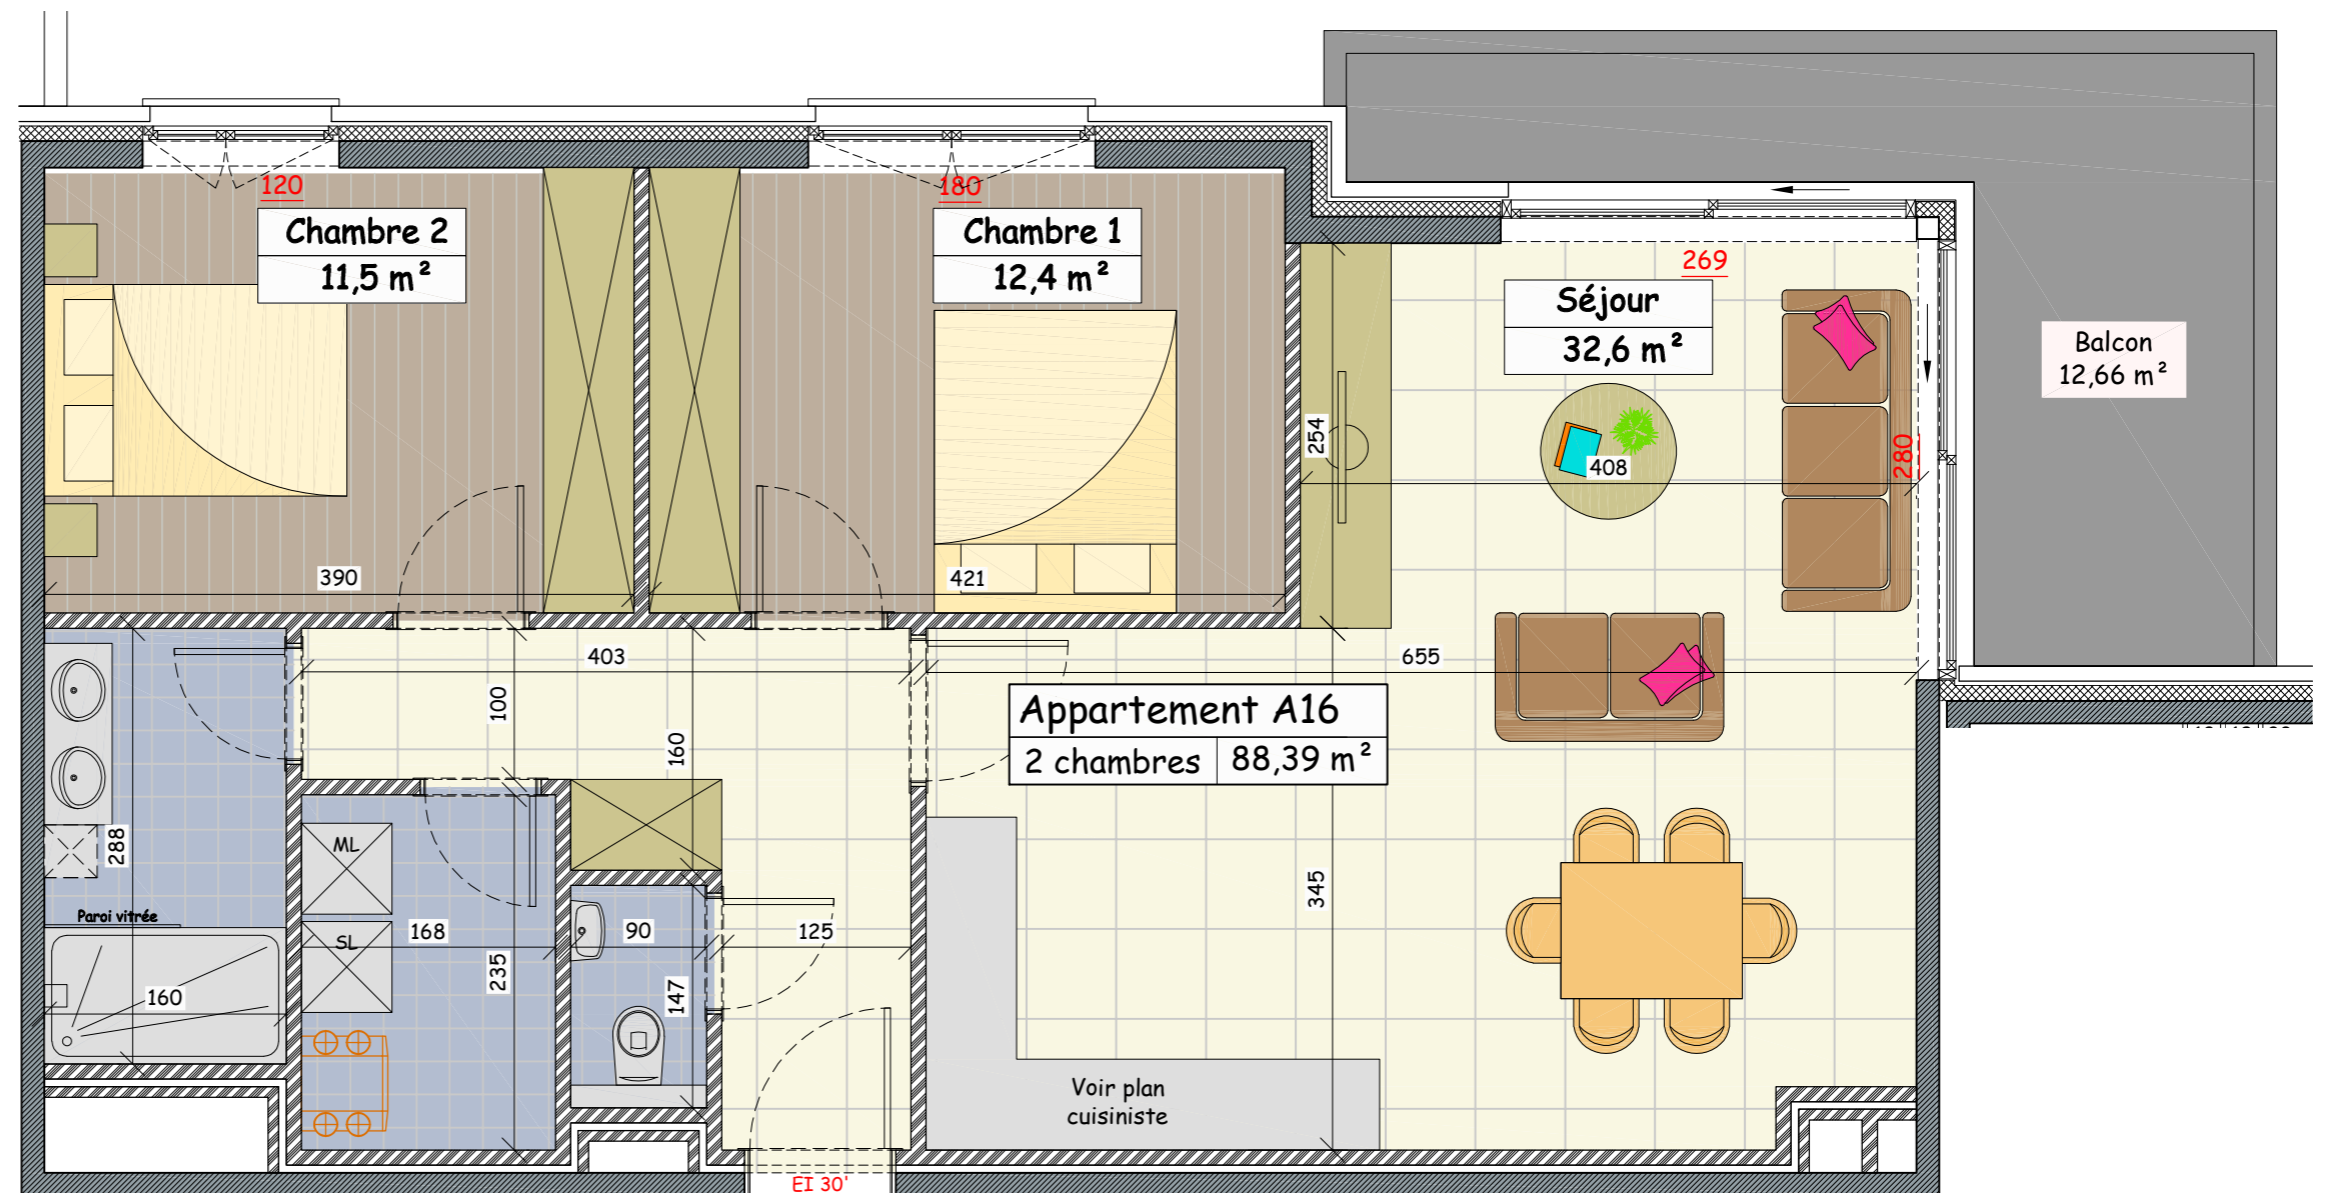 120
180
Chambre 2
11,5 m²
Chambre 1
12,4 m²
269
Séjour
32,6 m²
Balcon
12,66 m²
254
408
280
390
421
403
655
100
160
Appartement A16
2 chambres
88,39 m²
288
ML
345
Paroi vitrée
SL
168
90
125
235
147
160
Voir plan
cuisiniste
EI 30'